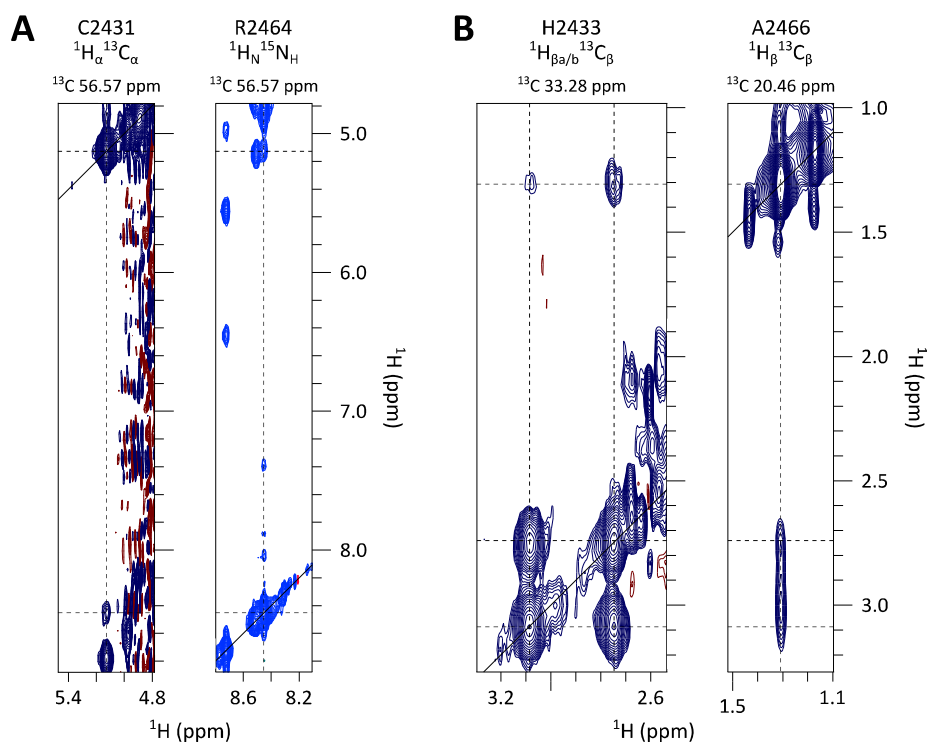 A
C2431
¹Hα¹³Cα
¹³C 56.57 ppm
R2464
¹HN¹⁵NH
¹³C 56.57 ppm
5.0
6.0
7.0
8.0
¹H (ppm)
5.4
4.8
8.6
8.2
¹H (ppm)
B
H2433
¹Hβa/b¹³Cβ
¹³C 33.28 ppm
A2466
¹Hβ¹³Cβ
¹³C 20.46 ppm
1.0
1.5
2.0
2.5
3.0
¹H (ppm)
3.2
2.6
1.5
1.1
¹H (ppm)